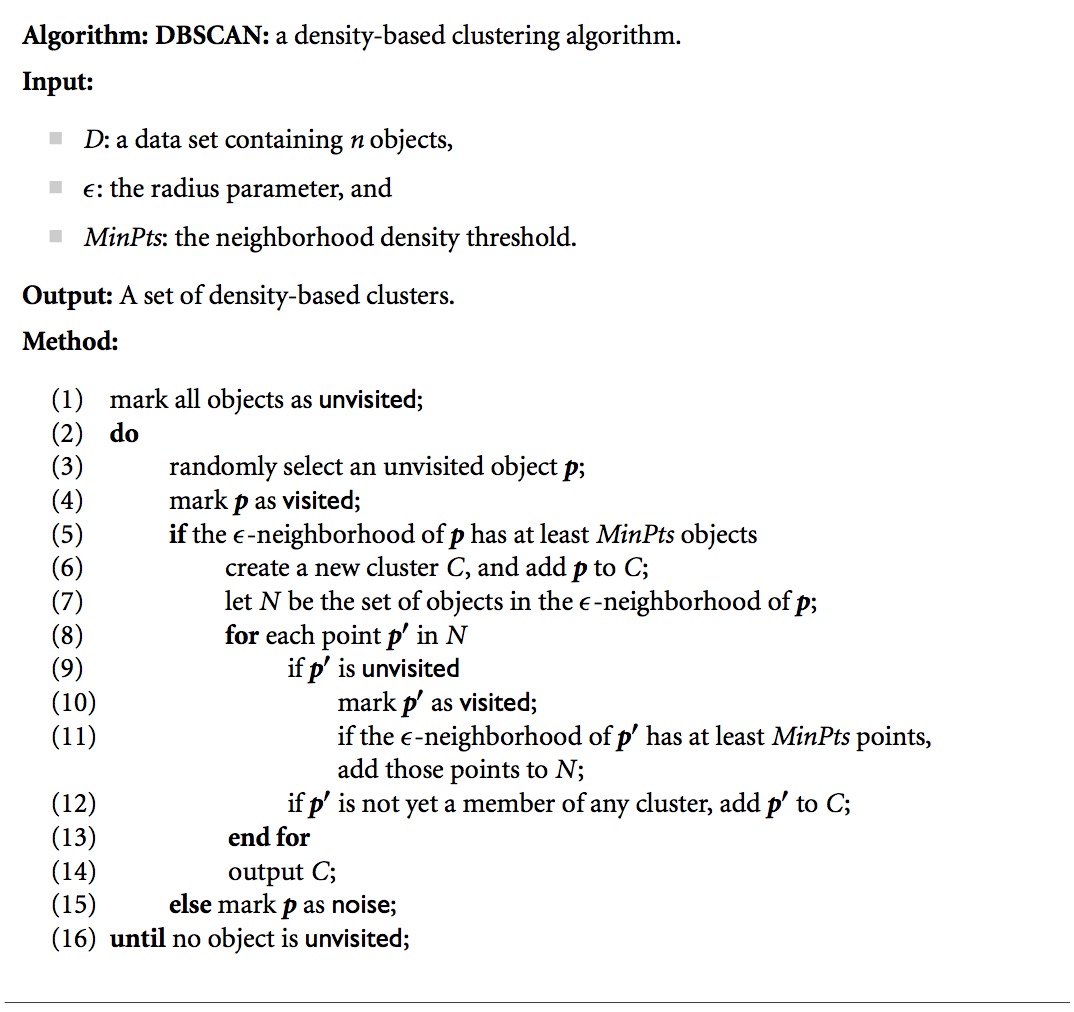 Algorithm: DBSCAN: a density-based clustering algorithm.
Input:
D: a data set containing n objects,
ϵ: the radius parameter, and
MinPts: the neighborhood density threshold.
Output: A set of density-based clusters.
Method:
(1) mark all objects as unvisited;
(2) do
(3) randomly select an unvisited object p;
(4) mark p as visited;
(5) if the ϵ-neighborhood of p has at least MinPts objects
(6) create a new cluster C, and add p to C;
(7) let N be the set of objects in the ϵ-neighborhood of p;
(8) for each point p′ in N
(9) if p′ is unvisited
(10) mark p′ as visited;
(11) if the ϵ-neighborhood of p′ has at least MinPts points,
add those points to N;
(12) if p′ is not yet a member of any cluster, add p′ to C;
(13) end for
(14) output C;
(15) else mark p as noise;
(16) until no object is unvisited;